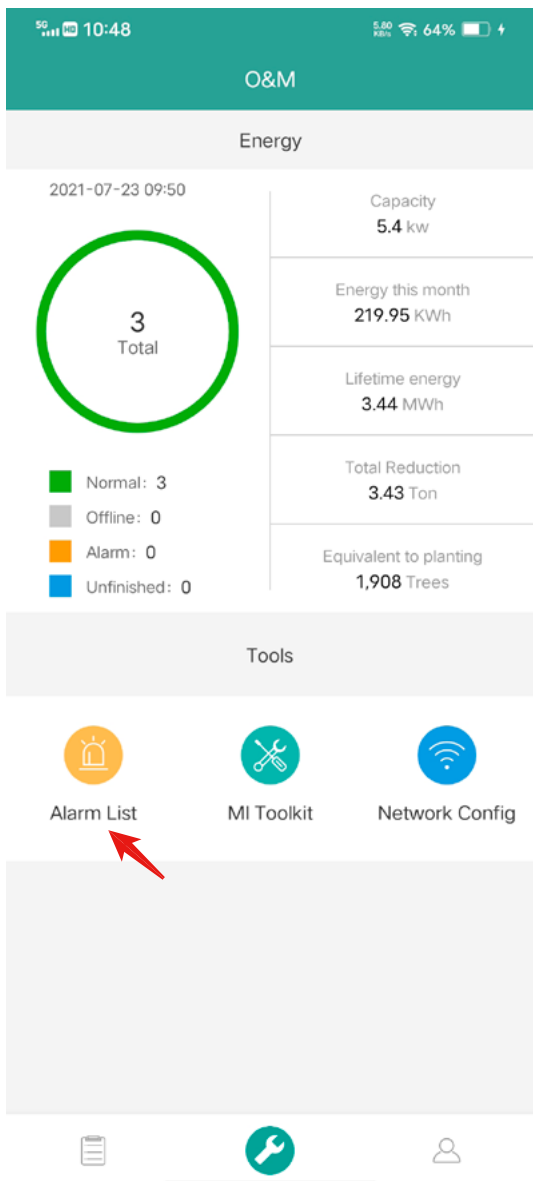 5G HD 10:48 5.80 KB/s 64%
O&M
Energy
2021-07-23 09:50
3
Total
Normal: 3
Offline: 0
Alarm: 0
Unfinished: 0
Capacity
5.4 kw
Energy this month
219.95 KWh
Lifetime energy
3.44 MWh
Total Reduction
3.43 Ton
Equivalent to planting
1,908 Trees
Tools
Alarm List
MI Toolkit
Network Config